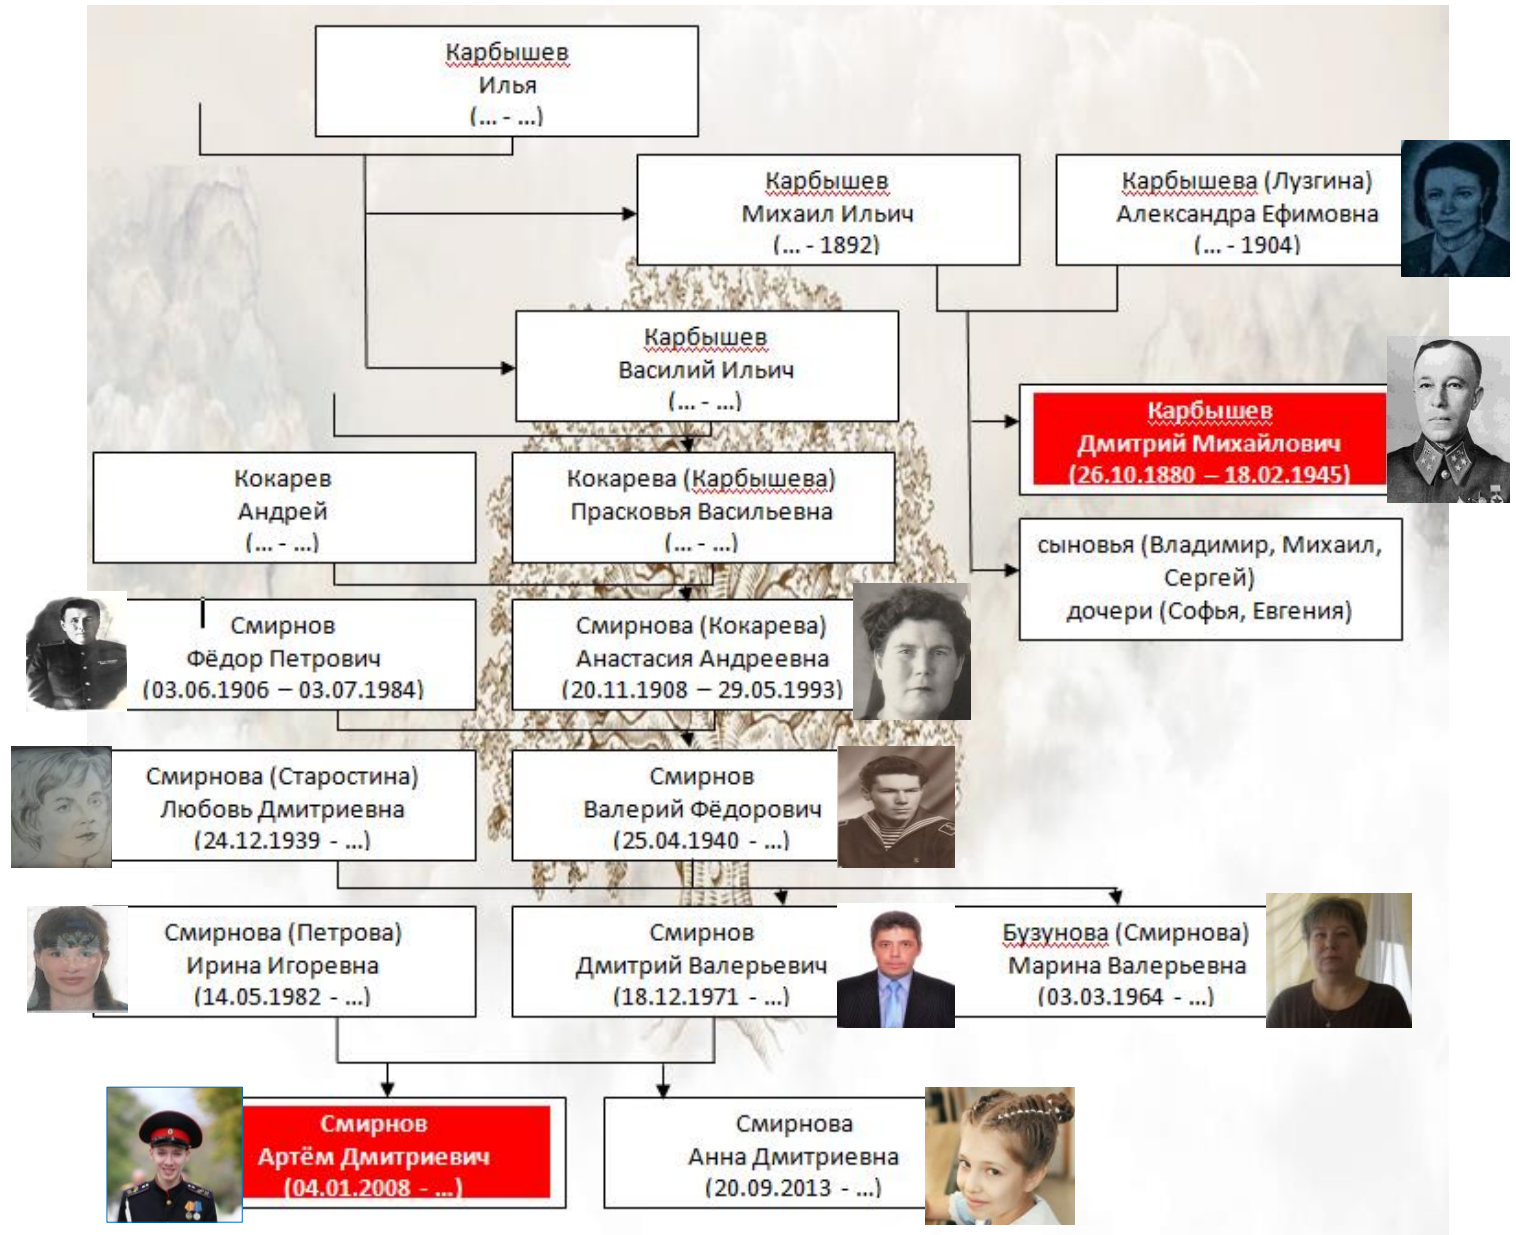 Карбышев
Илья
(... - ...)
Карбышев
Михаил Ильич
(... - 1892)
Карбышева (Лузгина)
Александра Ефимовна
(... - 1904)
Карбышев
Василий Ильич
(... - ...)
Карбышев
Дмитрий Михайлович
(26.10.1880 – 18.02.1945)
Кокарев
Андрей
(... - ...)
Кокарева (Карбышева)
Прасковья Васильевна
(... - ...)
сыновья (Владимир, Михаил,
Сергей)
дочери (Софья, Евгения)
Смирнов
Фёдор Петрович
(03.06.1906 – 03.07.1984)
Смирнова (Кокарева)
Анастасия Андреевна
(20.11.1908 – 29.05.1993)
Смирнова (Старостина)
Любовь Дмитриевна
(24.12.1939 - ...)
Смирнов
Валерий Фёдорович
(25.04.1940 - ...)
Смирнова (Петрова)
Ирина Игоревна
(14.05.1982 - ...)
Смирнов
Дмитрий Валерьевич
(18.12.1971 - ...)
Бузунова (Смирнова)
Марина Валерьевна
(03.03.1964 - ...)
Смирнов
Артём Дмитриевич
(04.01.2008 - ...)
Смирнова
Анна Дмитриевна
(20.09.2013 - ...)